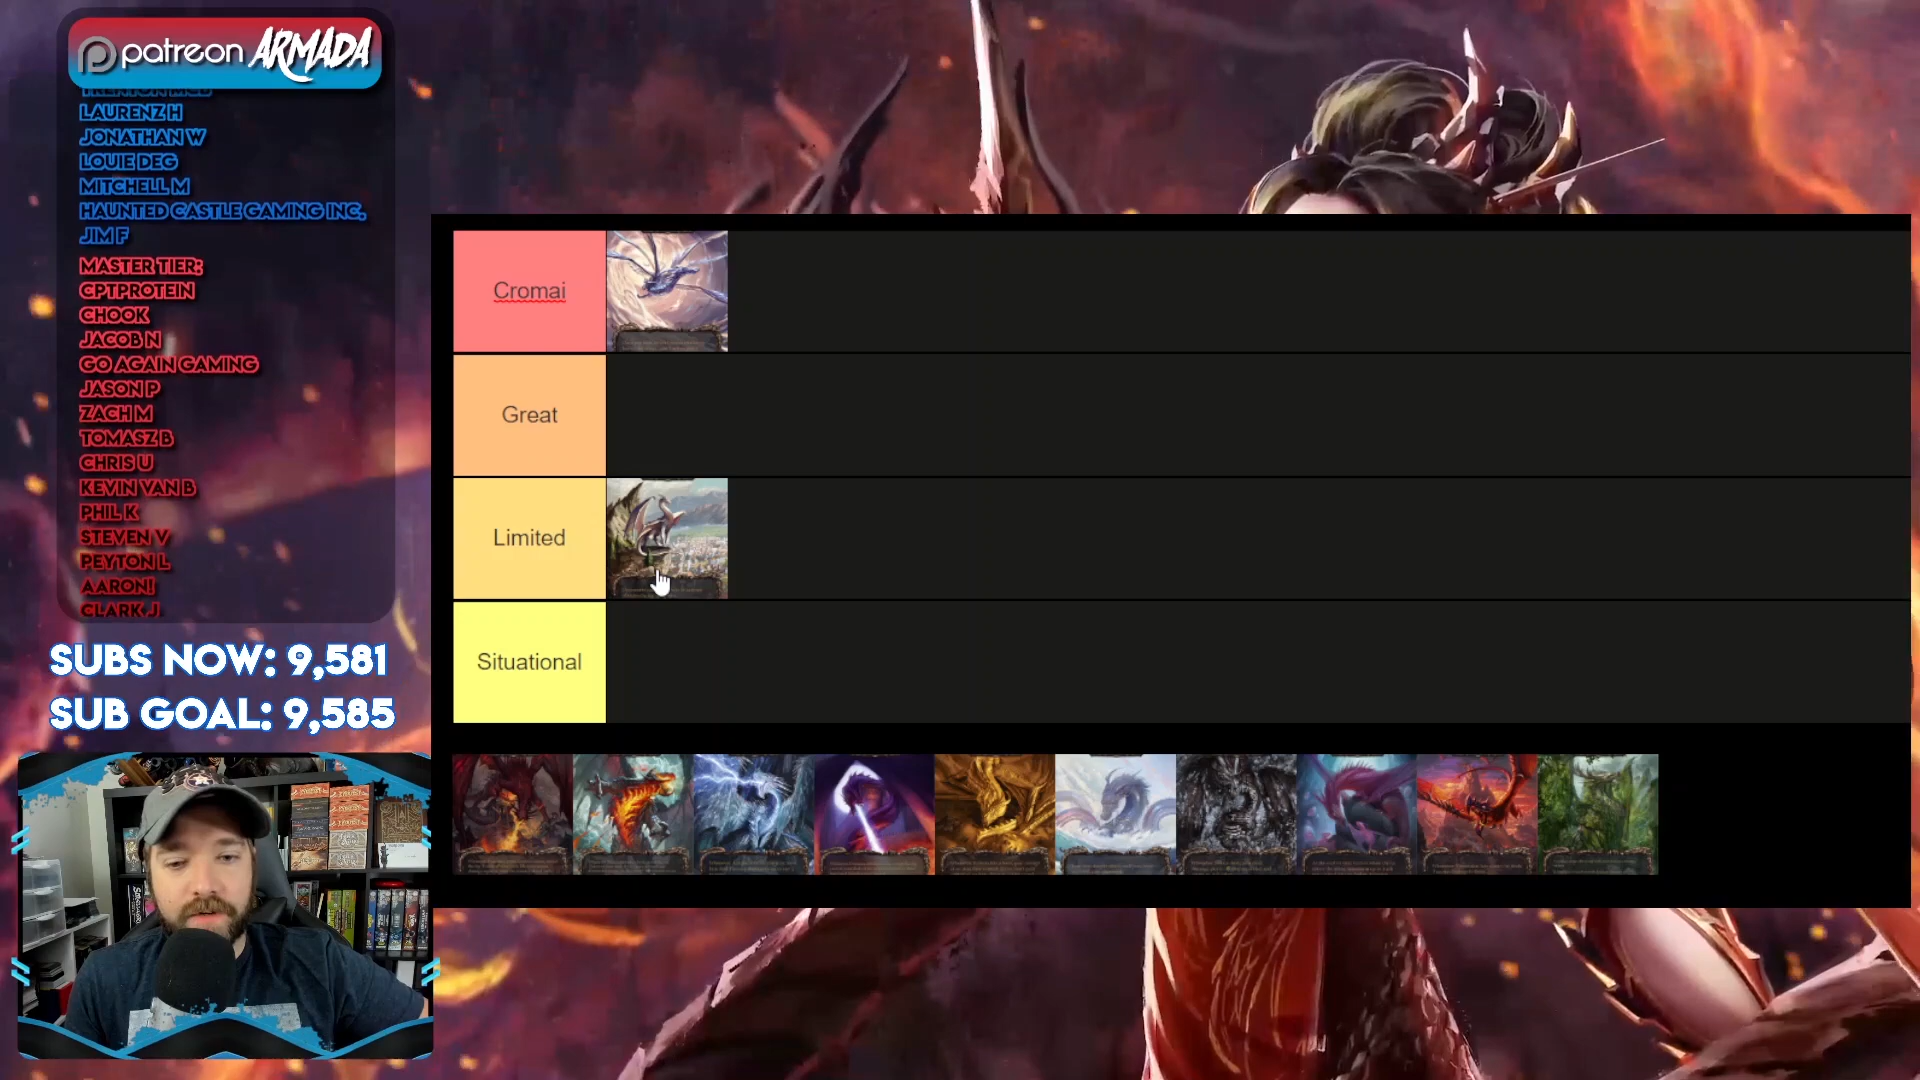 patreon ARMADA
LAURENZ H
JONATHAN W
LOUIE DEG
MITCHELL M
HAUNTED CASTLE GAMING INC.
JIM F
MASTER TIER:
CPTPROTEIN
CHOOK
JACOB N
GO AGAIN GAMING
JASON P
ZACH M
TOMASZ B
CHRIS U
KEVIN VAN B
PHIL K
STEVEN V
PEYTON L
AARON!
CLARK J
SUBS NOW: 9,581
SUB GOAL: 9,585
Cromai
Great
Limited
Situational